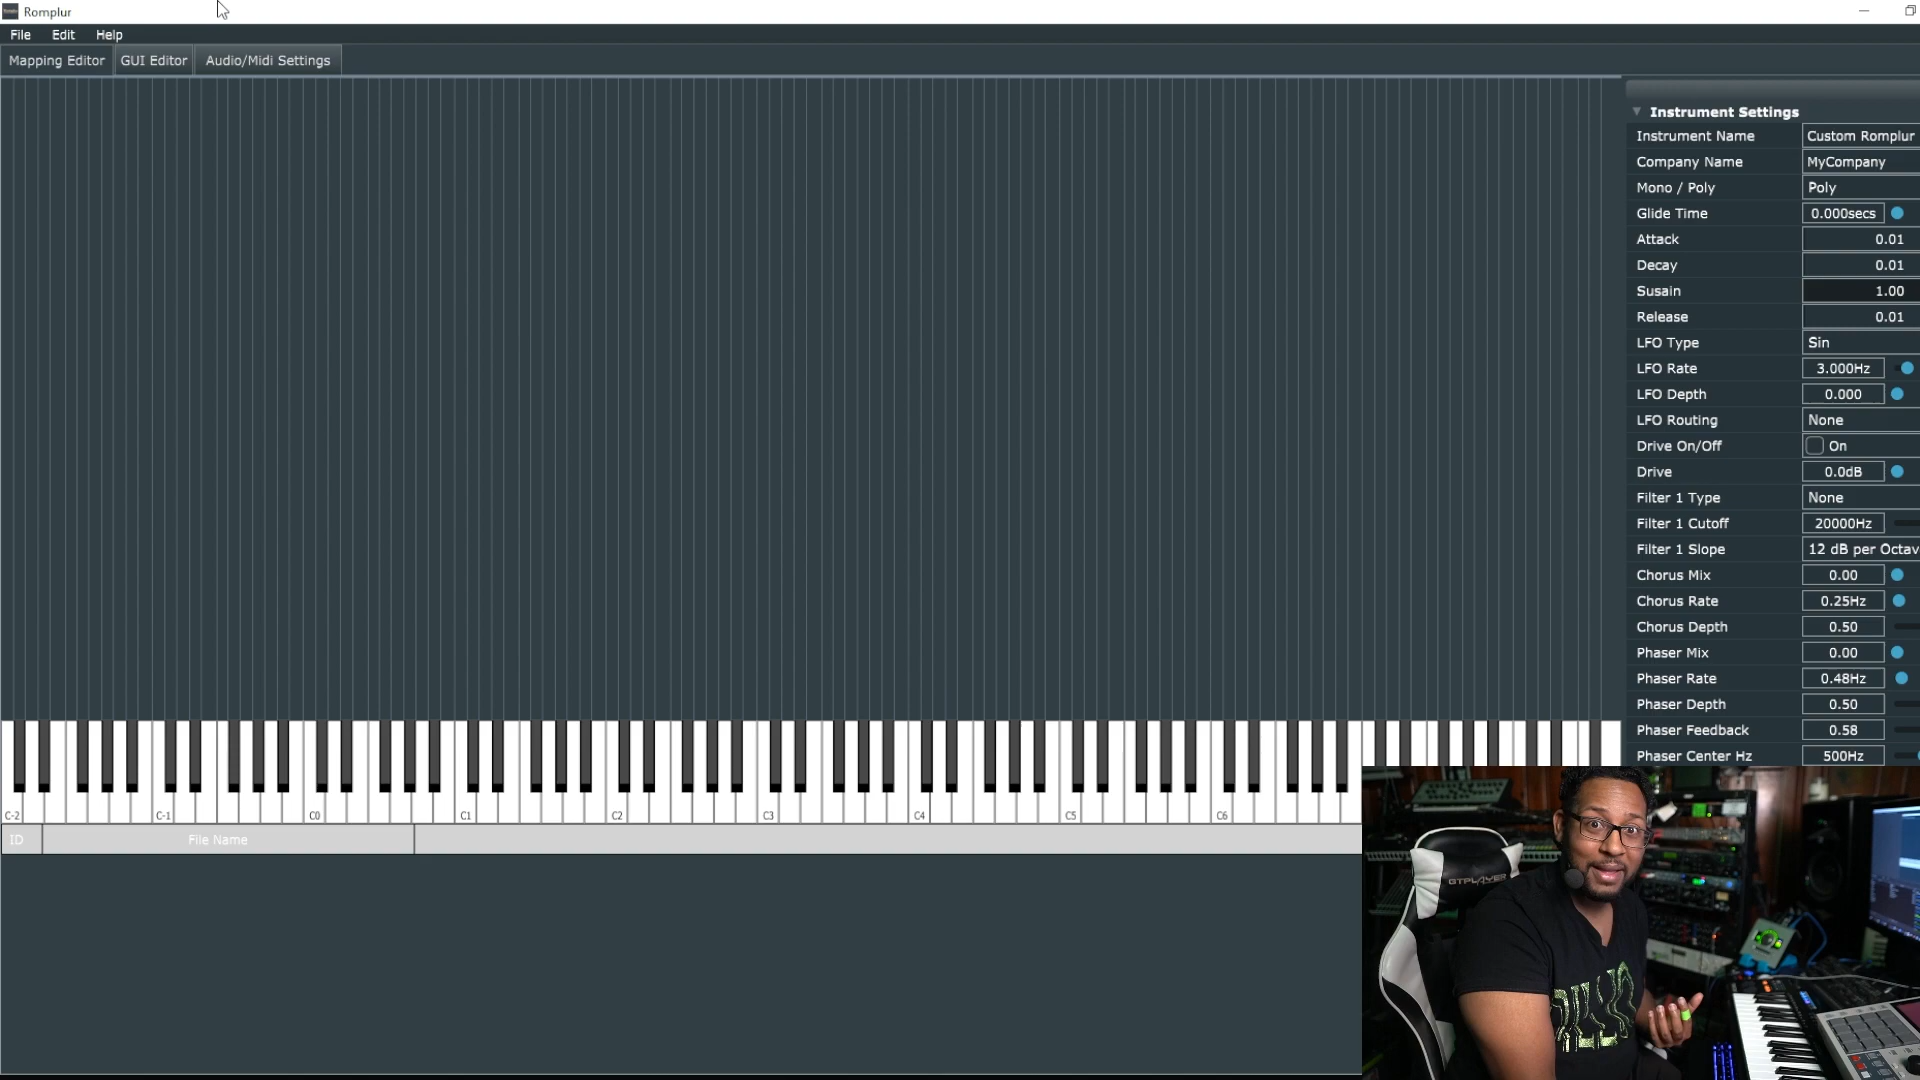 Romplur
File Edit Help
Mapping Editor GUI Editor Audio/Midi Settings
Instrument Settings
Instrument Name Custom Romplur
Company Name MyCompany
Mono / Poly Poly
Glide Time 0.000secs
Attack 0.01
Decay 0.01
Susain 1.00
Release 0.01
LFO Type Sin
LFO Rate 3.000Hz
LFO Depth 0.000
LFO Routing None
Drive On/Off On
Drive 0.0dB
Filter 1 Type None
Filter 1 Cutoff 20000Hz
Filter 1 Slope 12 dB per Octav
Chorus Mix 0.00
Chorus Rate 0.25Hz
Chorus Depth 0.50
Phaser Mix 0.00
Phaser Rate 0.48Hz
Phaser Depth 0.50
Phaser Feedback 0.58
Phaser Center Hz 500Hz
C-2 C-1 C0 C1 C2 C3 C4 C5 C6
ID File Name
GTPLAYER